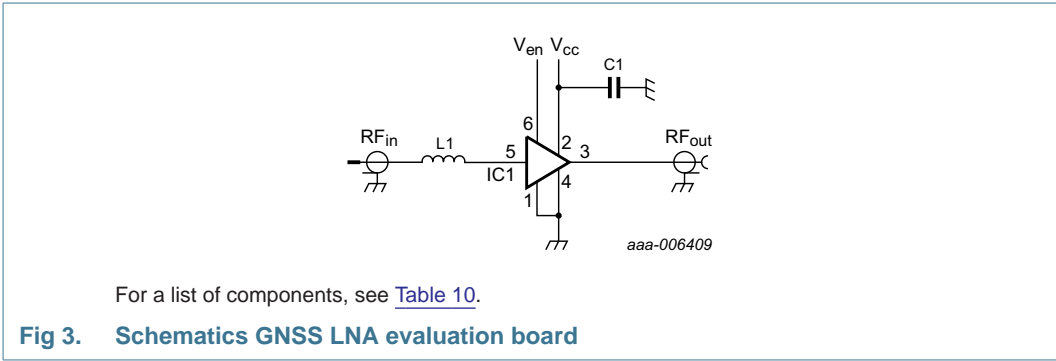 Ven Vcc
C1
6
RFin L1 5 2 3 RFout
IC1 4
1
aaa-006409
For a list of components, see Table 10.
Fig 3. Schematics GNSS LNA evaluation board